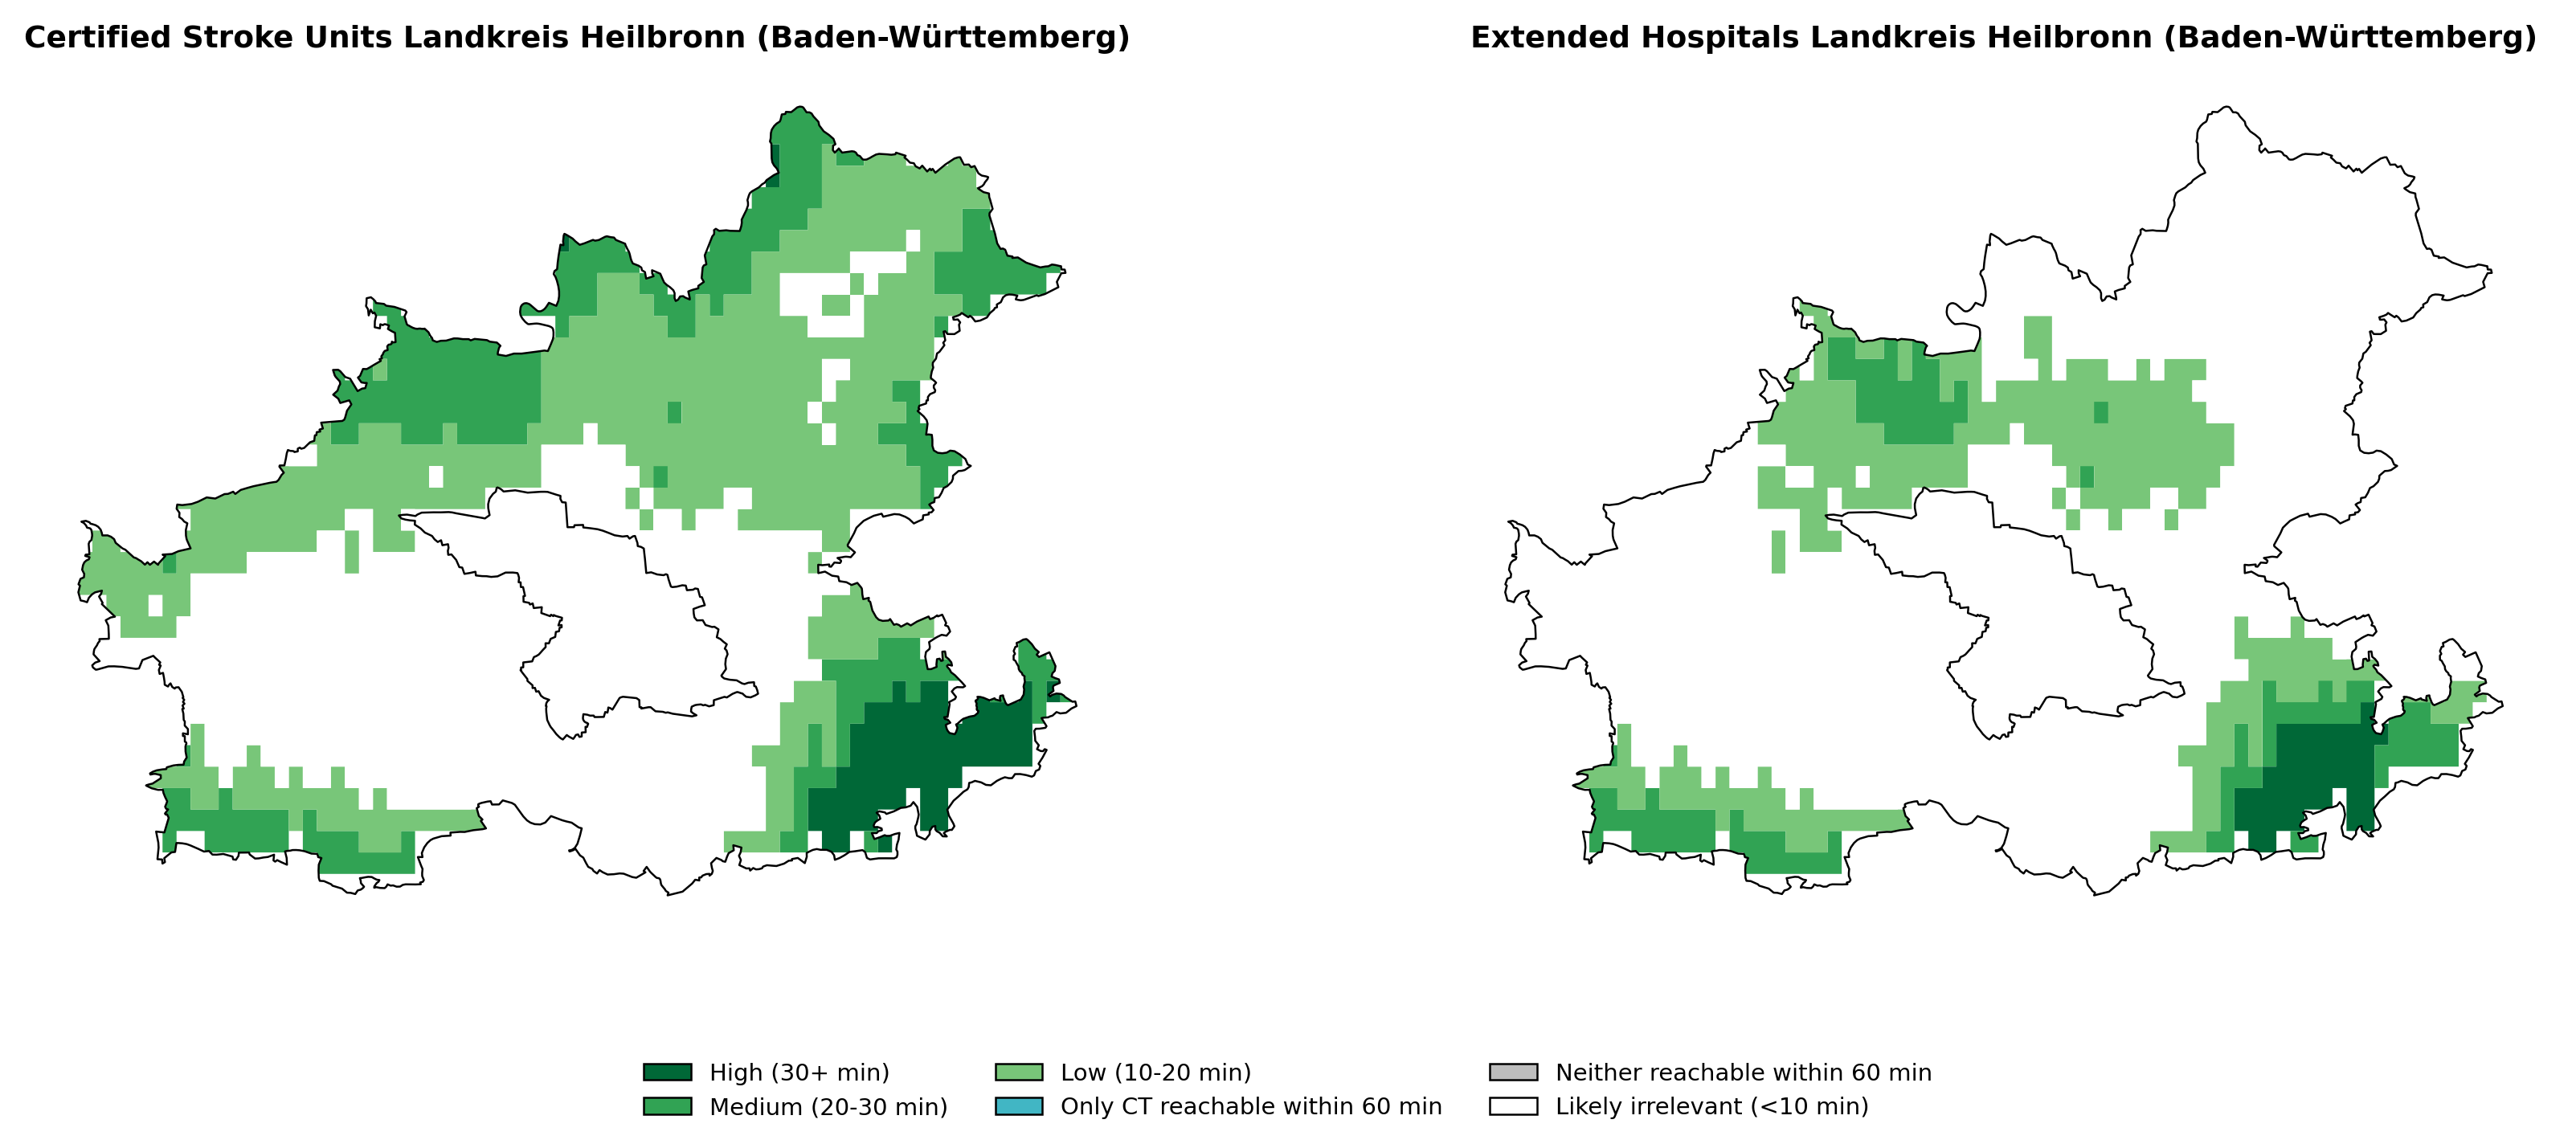 Certified Stroke Units Landkreis Heilbronn (Baden-Württemberg)
Extended Hospitals Landkreis Heilbronn (Baden-Württemberg)
High (30+ min)
Medium (20-30 min)
Low (10-20 min)
Only CT reachable within 60 min
Neither reachable within 60 min
Likely irrelevant (<10 min)